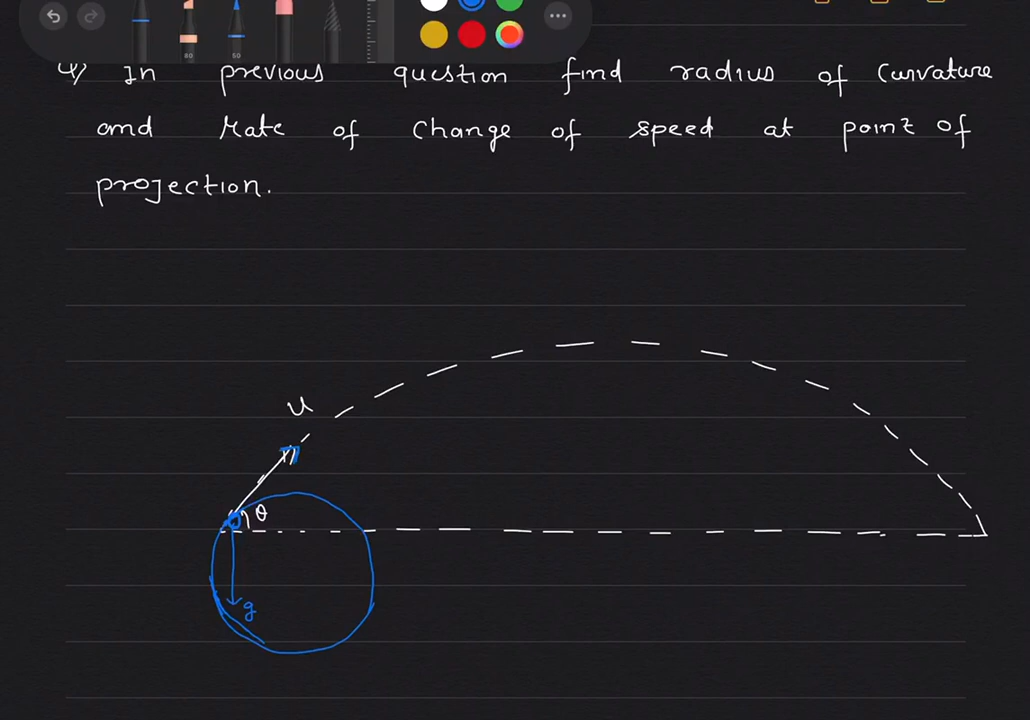 4) In previous question find radius of Curvature
and rate of change of speed at point of
projection.
u
θ
g